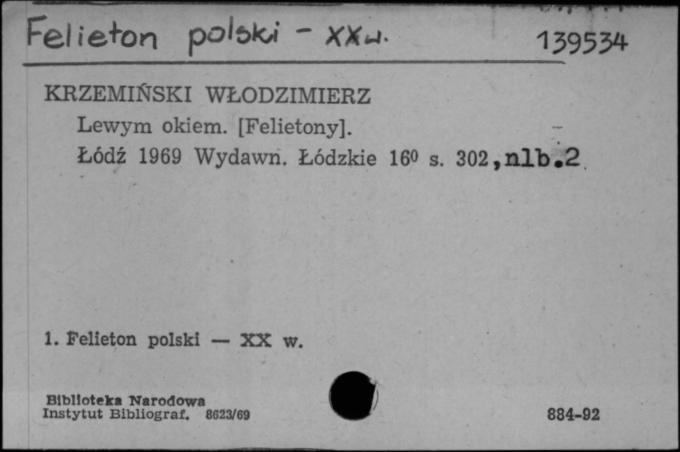 Felieton polski - XX w. 139534
KRZEMIŃSKI WŁODZIMIERZ
Lewym okiem. [Felietony].
Łódź 1969 Wydawn. Łódzkie 16⁰ s. 302, nlb. 2
1. Felieton polski — XX w.
Biblioteka Narodowa
Instytut Bibliograf. 8623/69 884-92